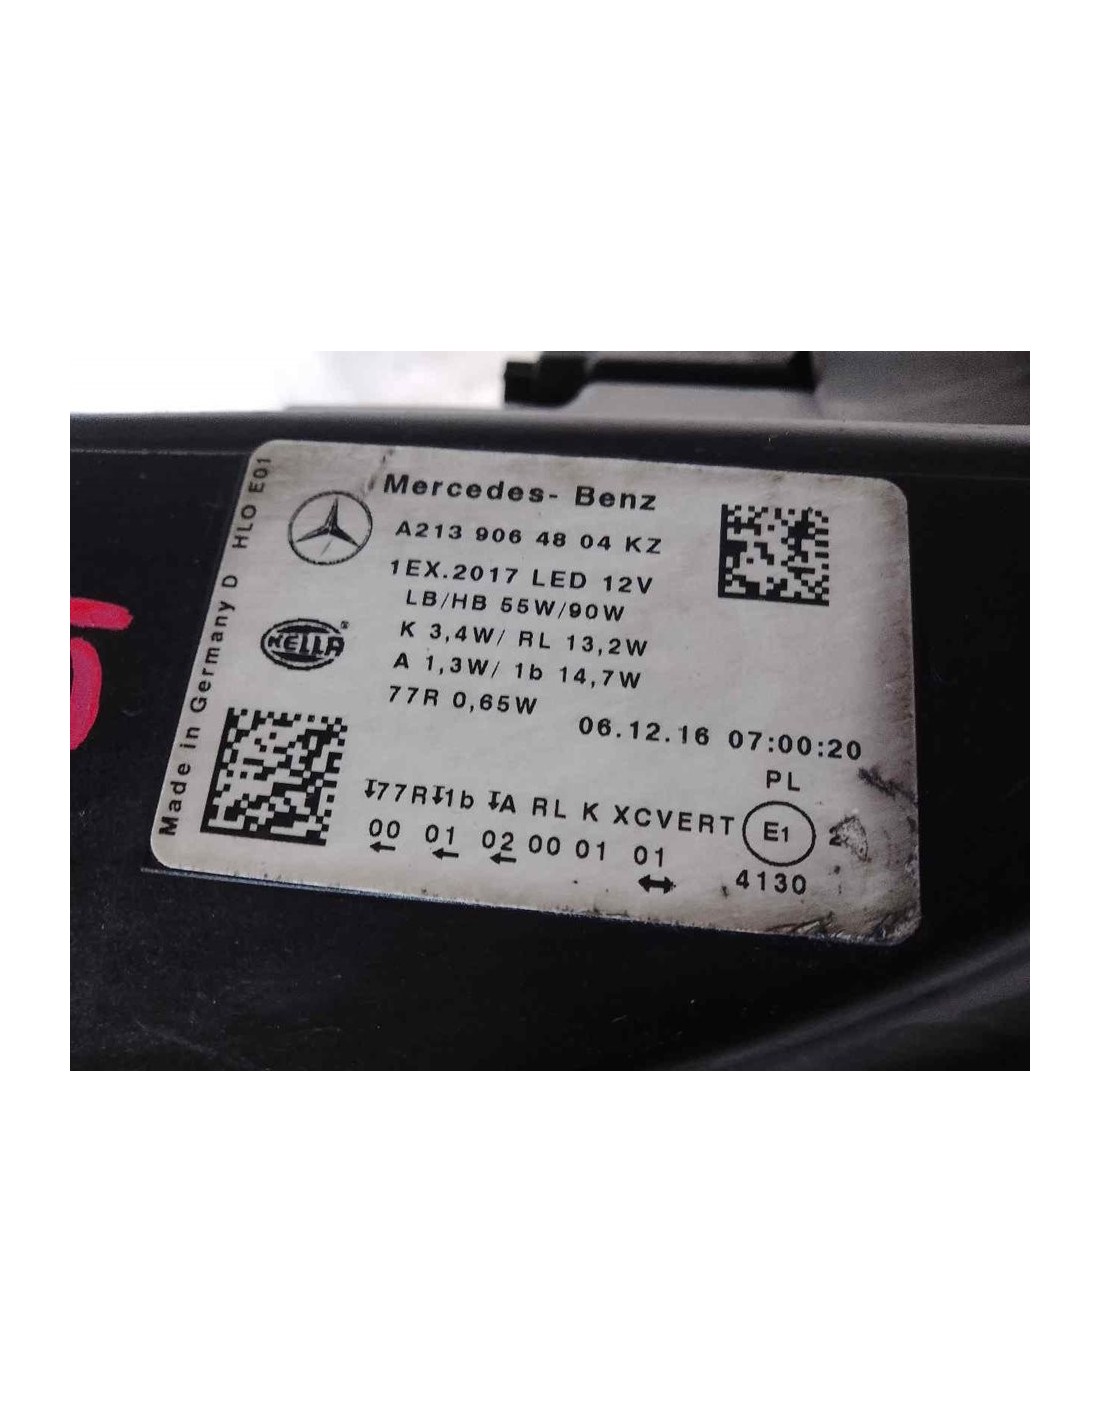 Mercedes- Benz
A213 906 48 04 KZ
1EX.2017 LED 12V
LB/HB 55W/90W
K 3,4W/ RL 13,2W
A 1,3W/ 1b 14,7W
77R 0,65W
06.12.16 07:00:20
PL
77R 1b A RL K XCVERT E1
00 01 02 00 01 01
4130
HELLA ®
Made in Germany D HLO E01